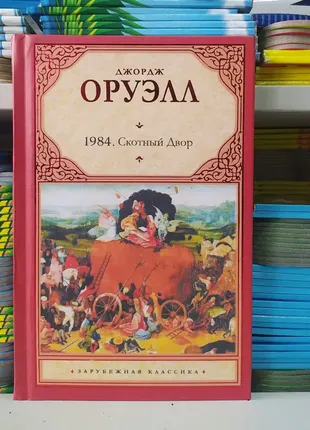 ДЖОРДЖ
ОРУЭЛЛ
1984. Скотный Двор
ЗАРУБЕЖНАЯ КЛАССИКА